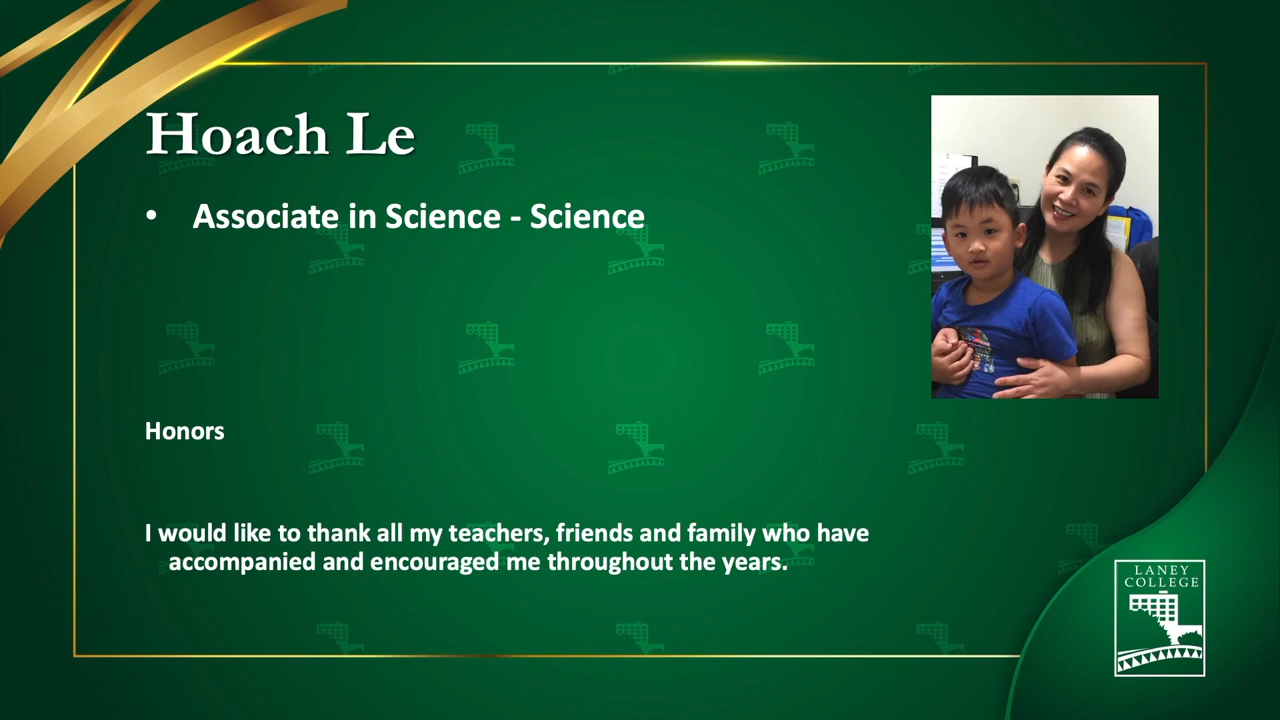 Hoach Le
• Associate in Science - Science
Honors
I would like to thank all my teachers, friends and family who have
accompanied and encouraged me throughout the years.
LANEY
COLLEGE